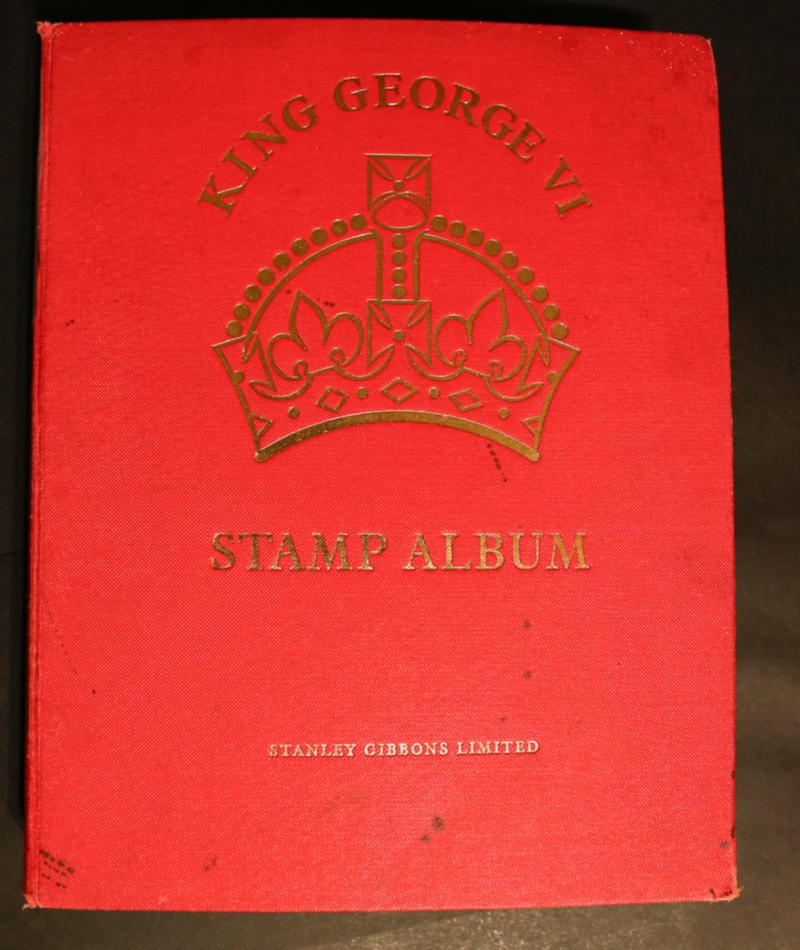 KING GEORGE VI
STAMP ALBUM
STANLEY GIBBONS LIMITED